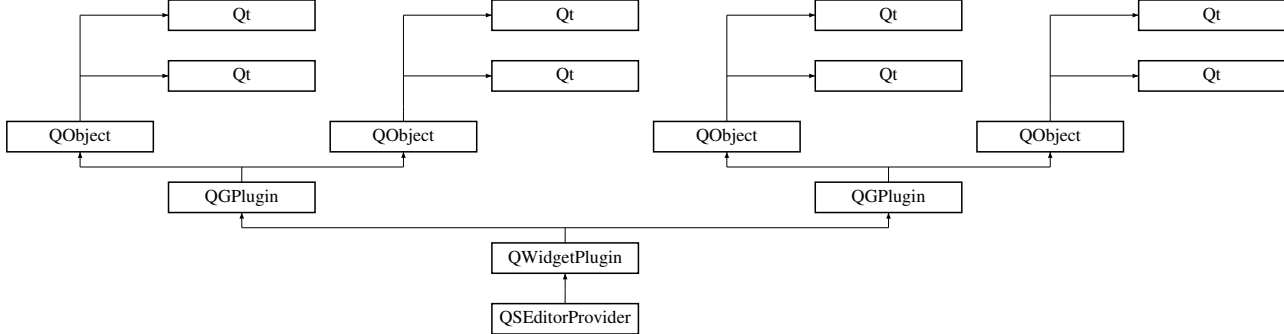 Qt Qt Qt Qt
Qt Qt Qt Qt
QObject QObject QObject QObject
QGPlugin QGPlugin
QWidgetPlugin
QSEditorProvider